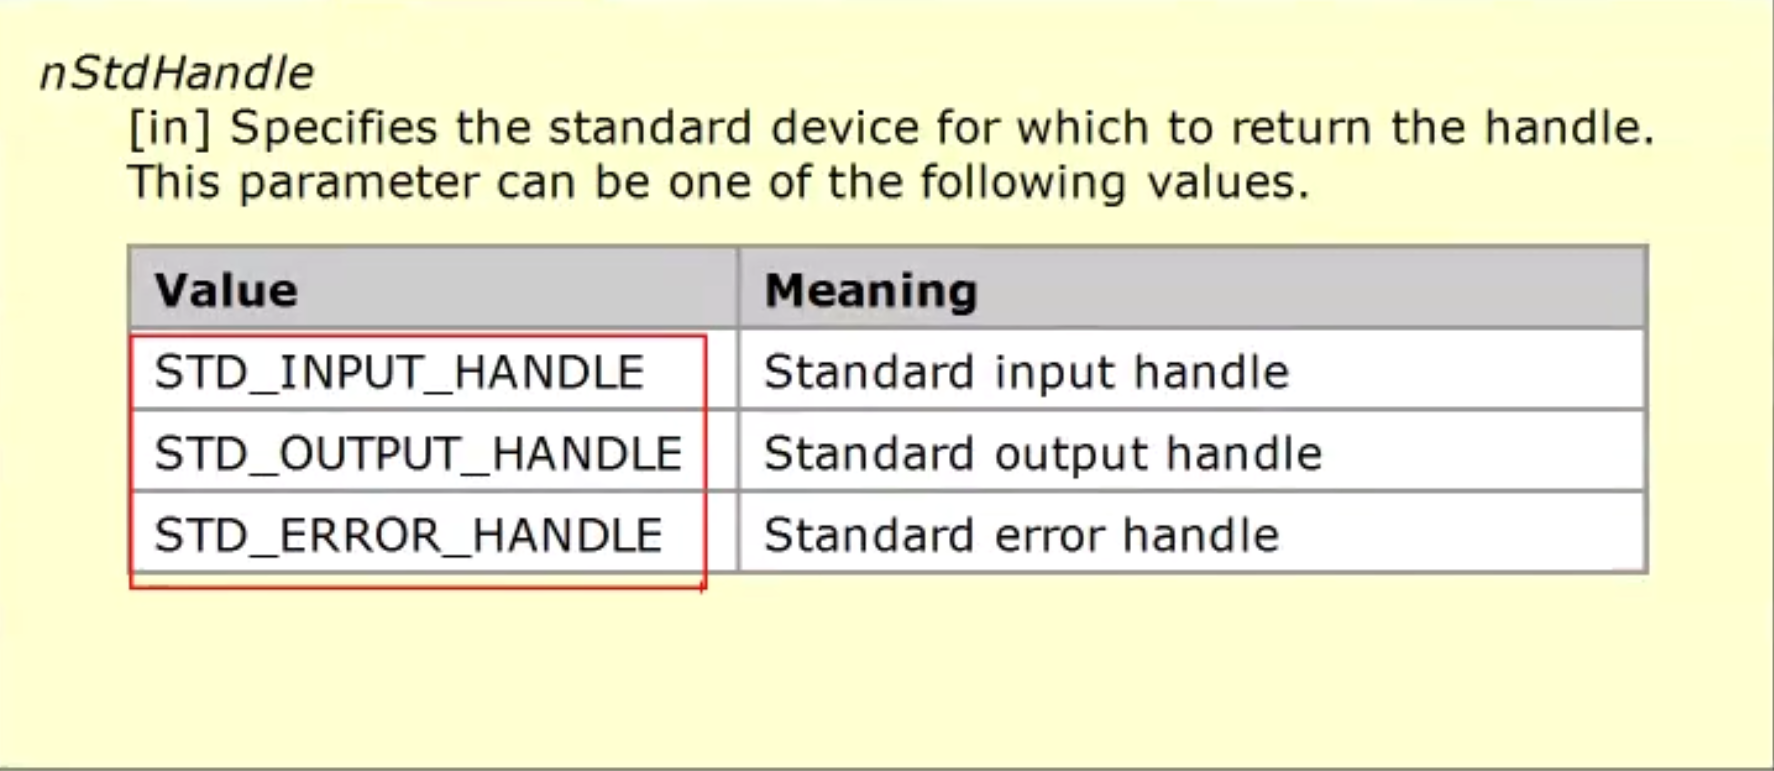 nStdHandle
[in] Specifies the standard device for which to return the handle.
This parameter can be one of the following values.
Value Meaning
STD_INPUT_HANDLE Standard input handle
STD_OUTPUT_HANDLE Standard output handle
STD_ERROR_HANDLE Standard error handle